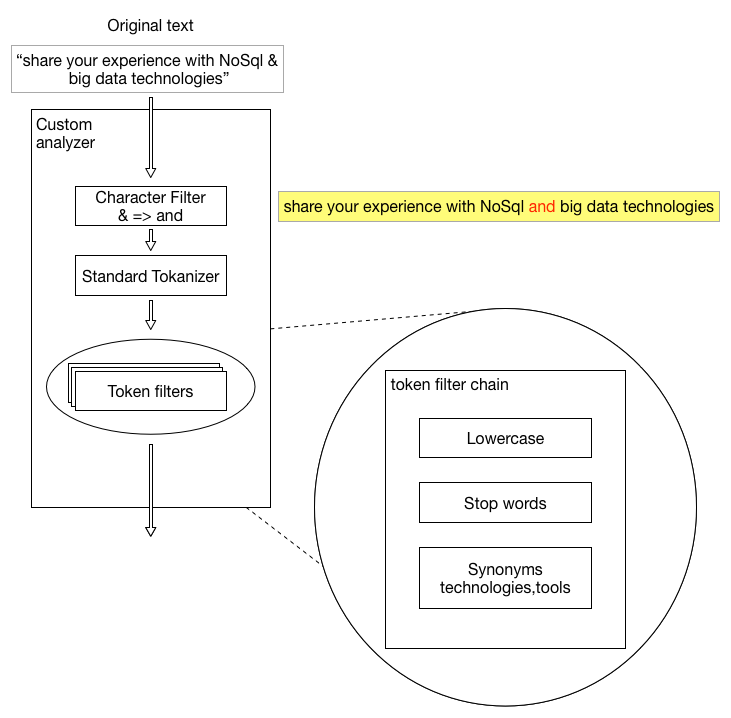 Original text
“share your experience with NoSql &
big data technologies”
Custom
analyzer
Character Filter
& => and
share your experience with NoSql and big data technologies
Standard Tokanizer
Token filters
token filter chain
Lowercase
Stop words
Synonyms
technologies,tools